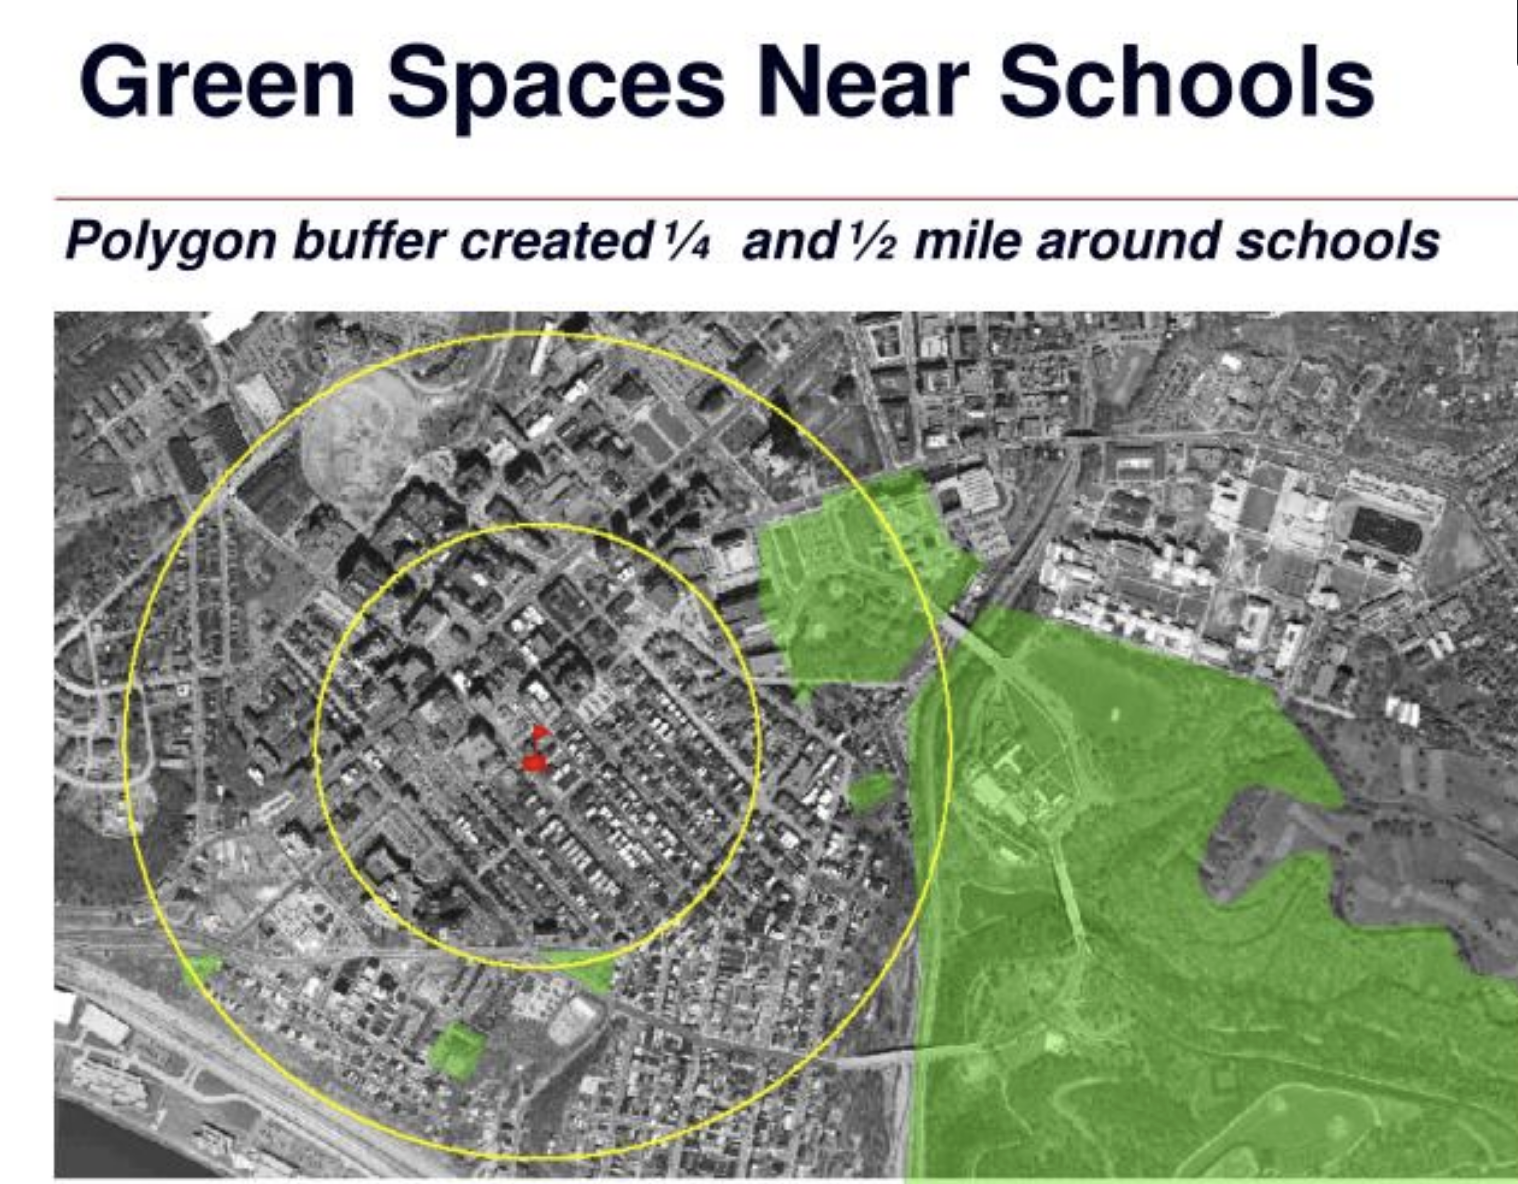 Green Spaces Near Schools
Polygon buffer created ¼ and ½ mile around schools